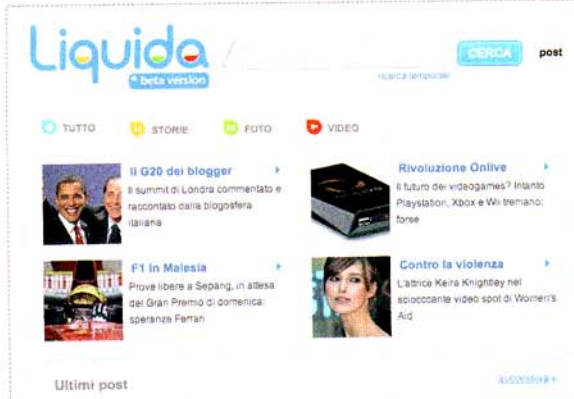 Liquida
beta version
CERCA
post
ricerca temporale
TUTTO
STORIE
FOTO
VIDEO
Il G20 dei blogger
Il summit di Londra commentato e
raccontato dalla blogosfera
italiana
Rivoluzione Onlive
Il futuro dei videogames? Intanto
Playstation, Xbox e Wii tremano:
forse
F1 in Malesia
Prove libere a Sepang, in attesa
del Gran Premio di domenica:
speranze Ferrari
Contro la violenza
L'attrice Keira Knightley nel
sciocccante video spot di Women's
Aid
Ultimi post